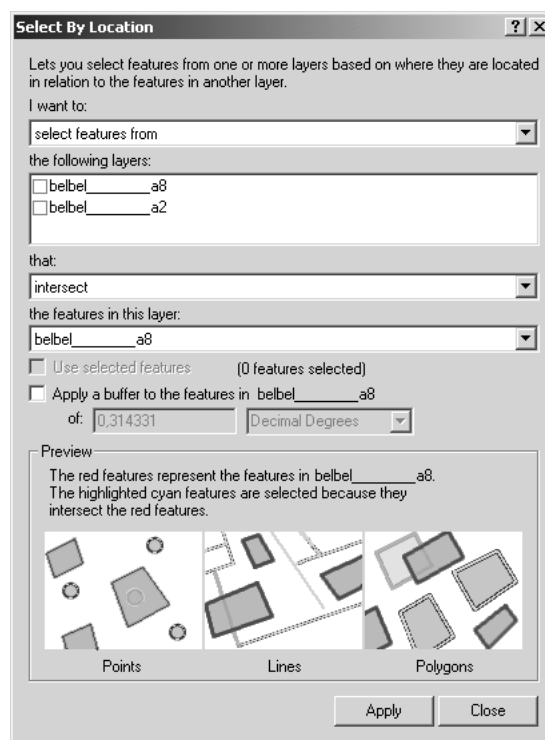 Select By Location
Lets you select features from one or more layers based on where they are located
in relation to the features in another layer.
I want to:
select features from
the following layers:
belbel________a8
belbel________a2
that:
intersect
the features in this layer:
belbel________a8
Use selected features (0 features selected)
Apply a buffer to the features in belbel________a8
of: 0,314331 Decimal Degrees
Preview
The red features represent the features in belbel________a8.
The highlighted cyan features are selected because they
intersect the red features.
Points Lines Polygons
Apply Close